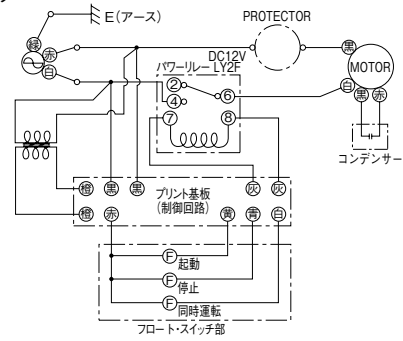 E(アース)
PROTECTOR
緑
赤
白
DC12V
パワーリレー LY2F
黒
MOTOR
白
黒
赤
②
④
⑥
⑦
⑧
コンデンサー
橙
黒
黒
灰
灰
プリント基板
(制御回路)
橙
赤
黄
青
白
F
起動
F
停止
F
同時運転
フロート・スイッチ部